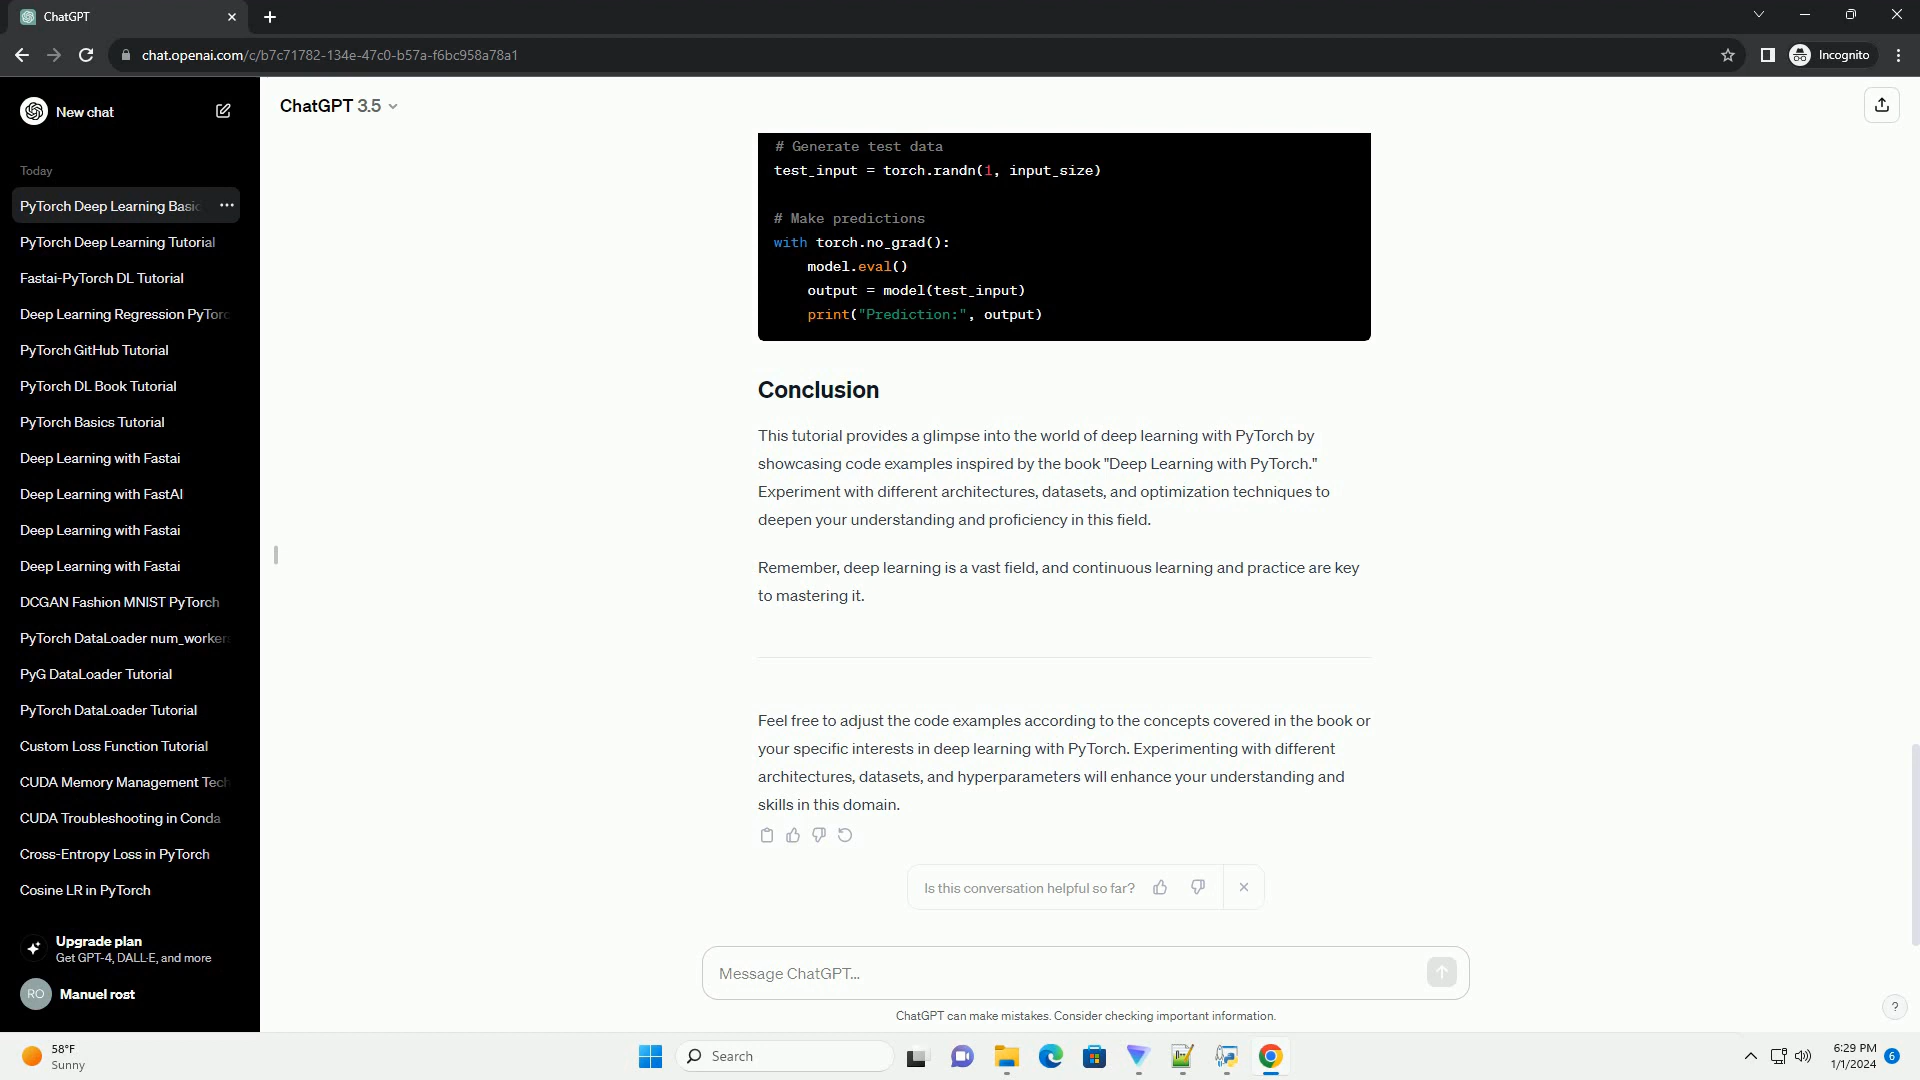 ChatGPT
chat.openai.com/c/b7c71782-134e-47c0-b57a-f6bc958a78a1
Incognito
New chat
Today
PyTorch Deep Learning Basic
PyTorch Deep Learning Tutorial
Fastai-PyTorch DL Tutorial
Deep Learning Regression PyTorc
PyTorch GitHub Tutorial
PyTorch DL Book Tutorial
PyTorch Basics Tutorial
Deep Learning with Fastai
Deep Learning with FastAI
Deep Learning with Fastai
Deep Learning with Fastai
DCGAN Fashion MNIST PyTorch
PyTorch DataLoader num_worker
PyG DataLoader Tutorial
PyTorch DataLoader Tutorial
Custom Loss Function Tutorial
CUDA Memory Management Tech
CUDA Troubleshooting in Conda
Cross-Entropy Loss in PyTorch
Cosine LR in PyTorch
Upgrade plan
Get GPT-4, DALL·E, and more
RO
Manuel rost
ChatGPT 3.5
# Generate test data
test_input = torch.randn(1, input_size)
# Make predictions
with torch.no_grad():
model.eval()
output = model(test_input)
print("Prediction:", output)
Conclusion
This tutorial provides a glimpse into the world of deep learning with PyTorch by
showcasing code examples inspired by the book "Deep Learning with PyTorch."
Experiment with different architectures, datasets, and optimization techniques to
deepen your understanding and proficiency in this field.
Remember, deep learning is a vast field, and continuous learning and practice are key
to mastering it.
Feel free to adjust the code examples according to the concepts covered in the book or
your specific interests in deep learning with PyTorch. Experimenting with different
architectures, datasets, and hyperparameters will enhance your understanding and
skills in this domain.
Is this conversation helpful so far?
Message ChatGPT...
ChatGPT can make mistakes. Consider checking important information.
?
58°F
Sunny
Search
6:29 PM
1/1/2024
6